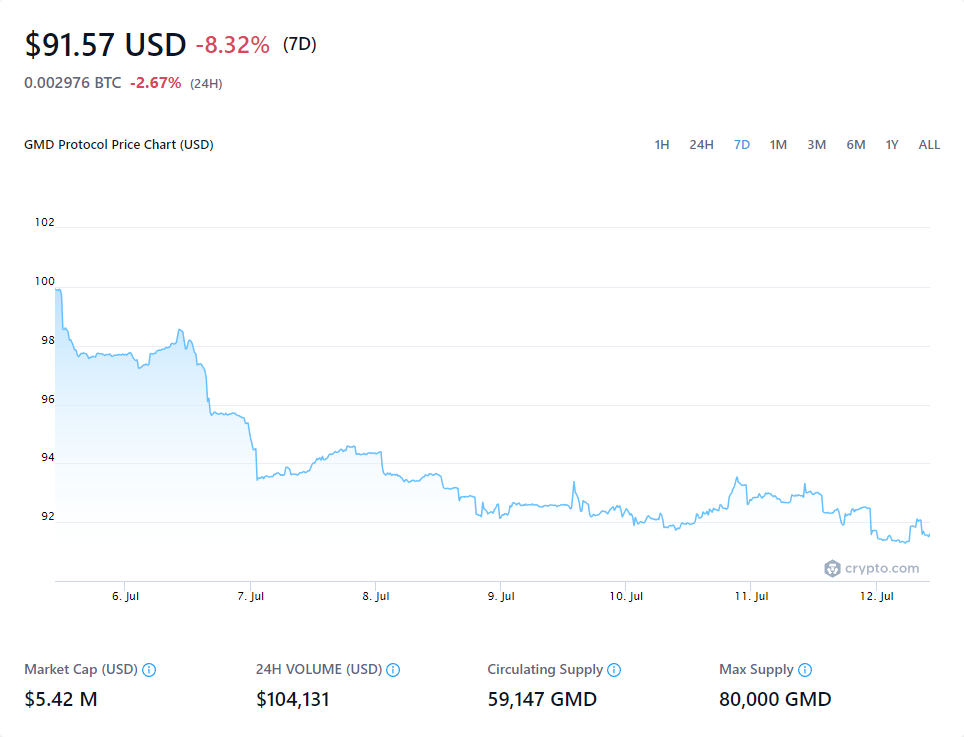 $91.57 USD -8.32% (7D)
0.002976 BTC -2.67% (24H)
GMD Protocol Price Chart (USD) 1H 24H 7D 1M 3M 6M 1Y ALL
102
100
98
96
94
92
crypto.com
6. Jul 7. Jul 8. Jul 9. Jul 10. Jul 11. Jul 12. Jul
Market Cap (USD) 24H VOLUME (USD) Circulating Supply Max Supply
$5.42 M $104,131 59,147 GMD 80,000 GMD